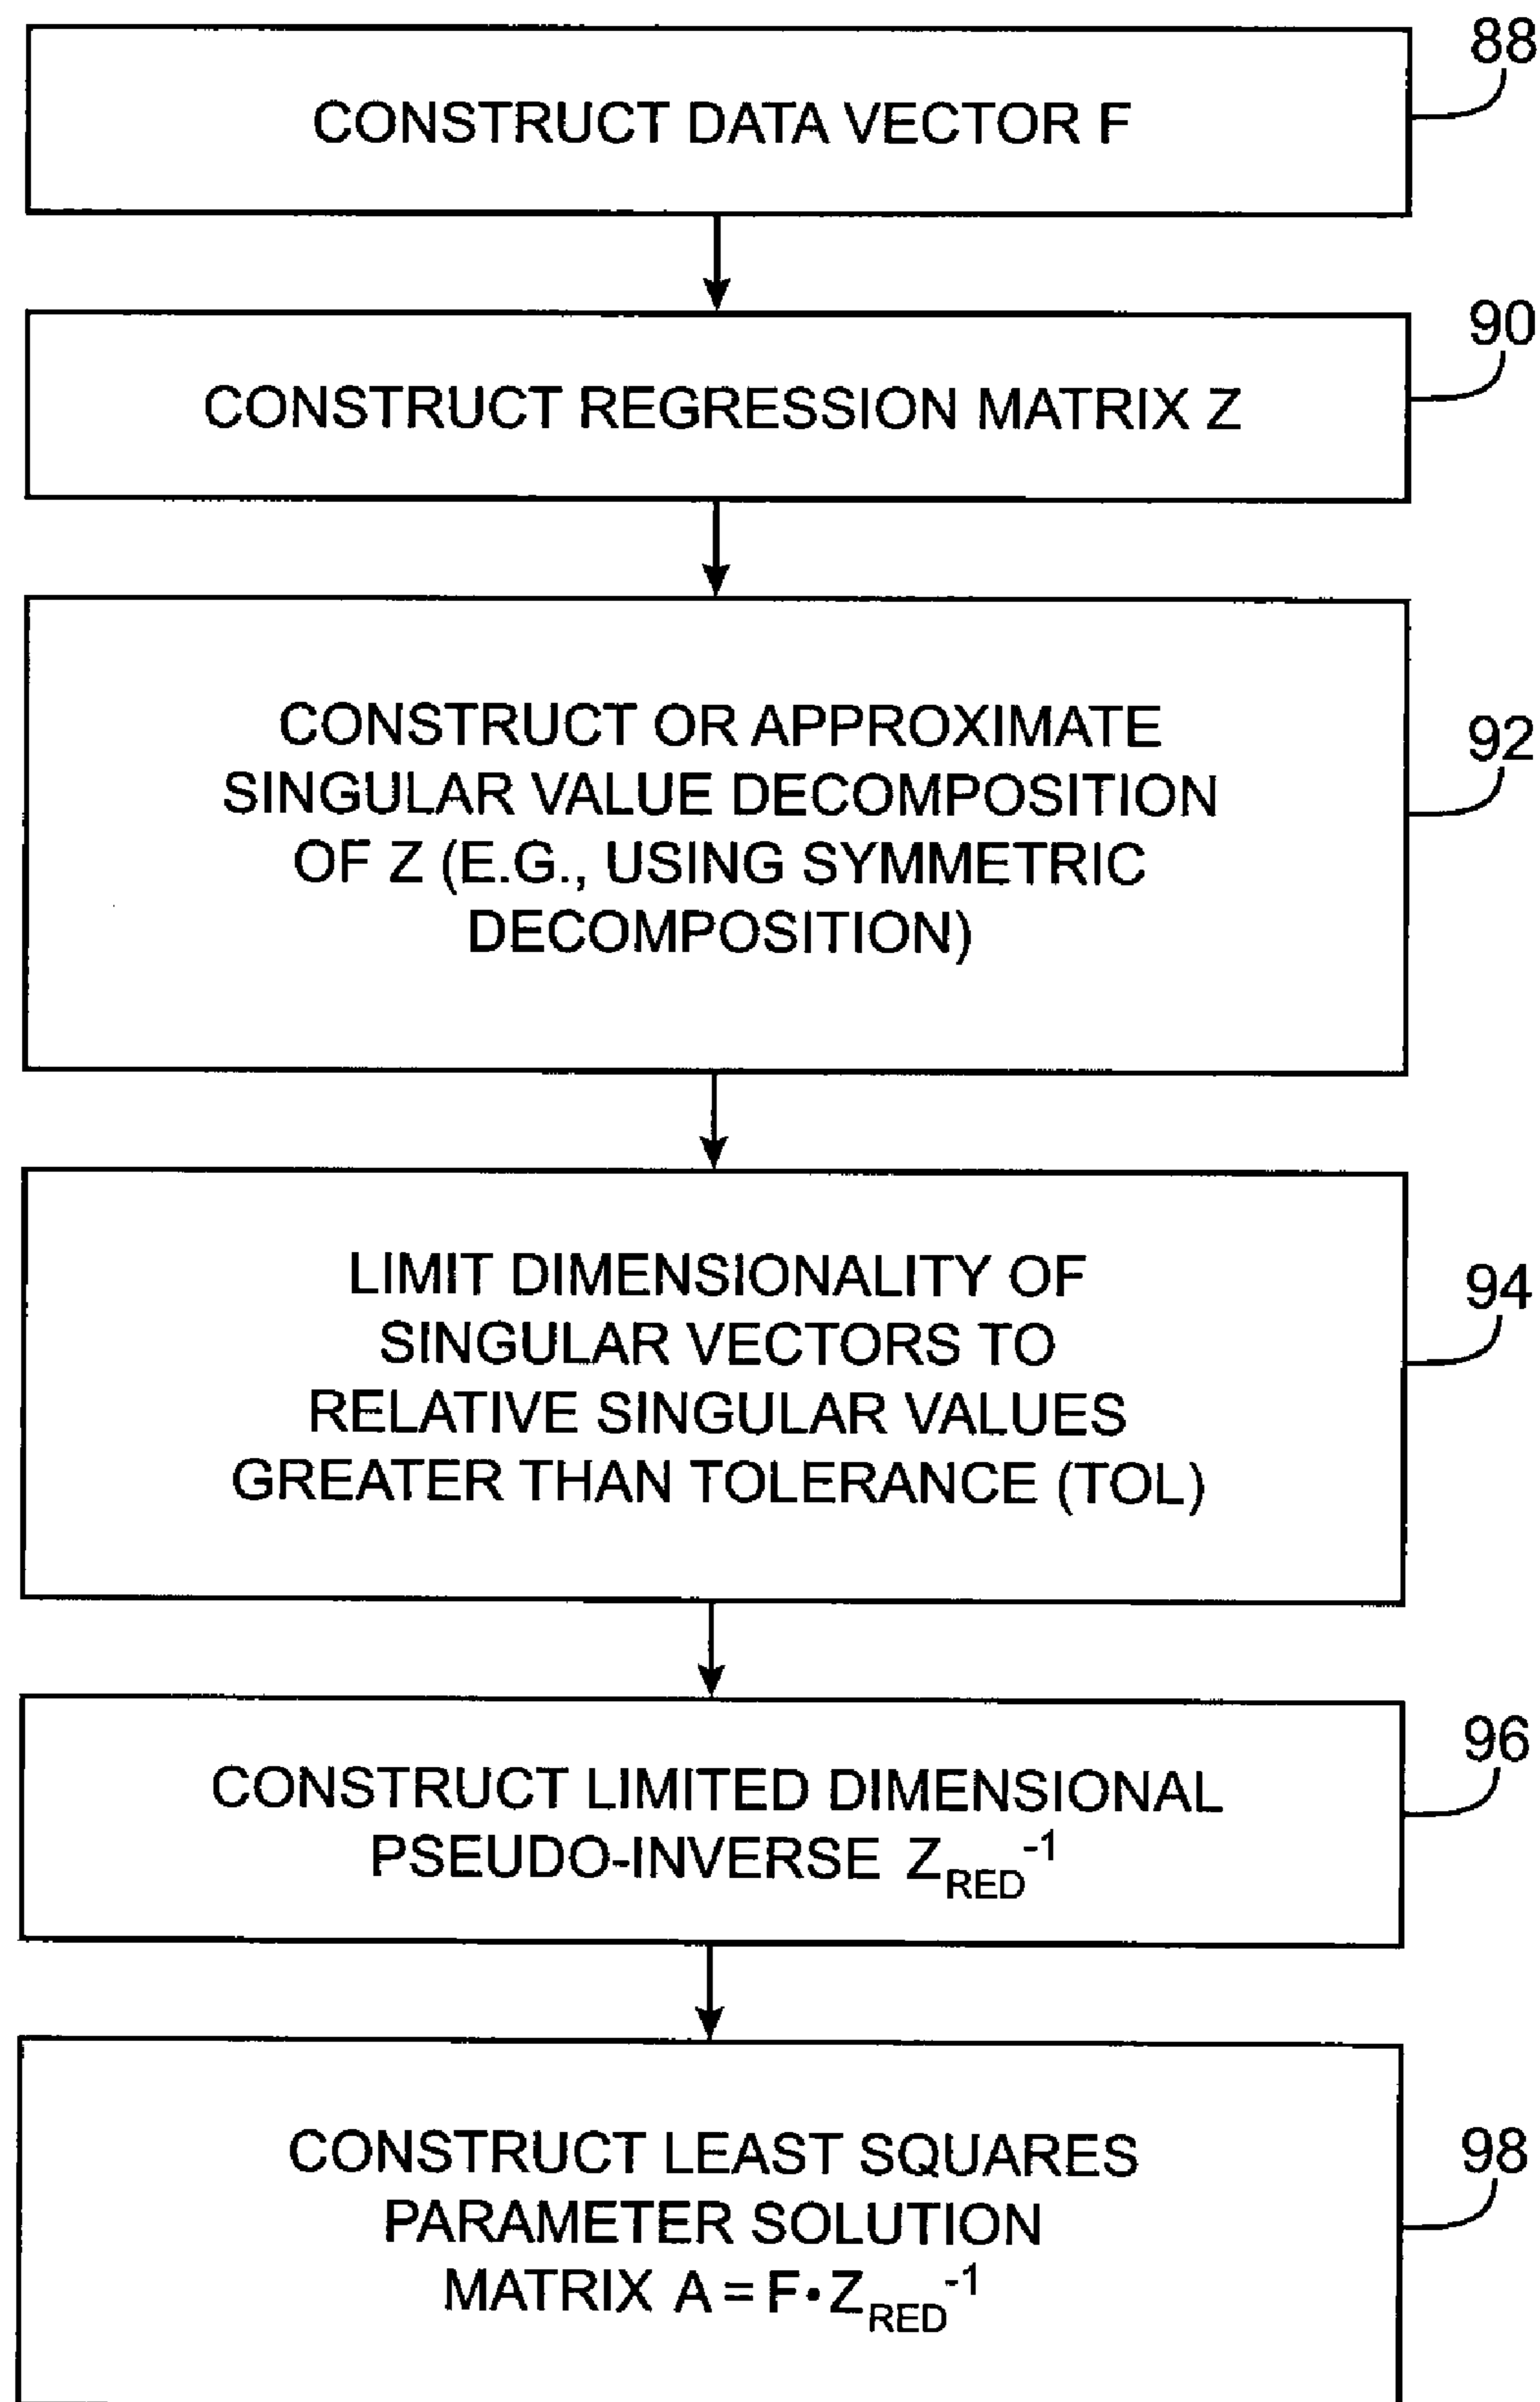 88
CONSTRUCT DATA VECTOR F
90
CONSTRUCT REGRESSION MATRIX Z
92
CONSTRUCT OR APPROXIMATE
SINGULAR VALUE DECOMPOSITION
OF Z (E.G., USING SYMMETRIC
DECOMPOSITION)
94
LIMIT DIMENSIONALITY OF
SINGULAR VECTORS TO
RELATIVE SINGULAR VALUES
GREATER THAN TOLERANCE (TOL)
96
CONSTRUCT LIMITED DIMENSIONAL
PSEUDO-INVERSE Z_RED^-1
98
CONSTRUCT LEAST SQUARES
PARAMETER SOLUTION
MATRIX A = F•Z_RED^-1